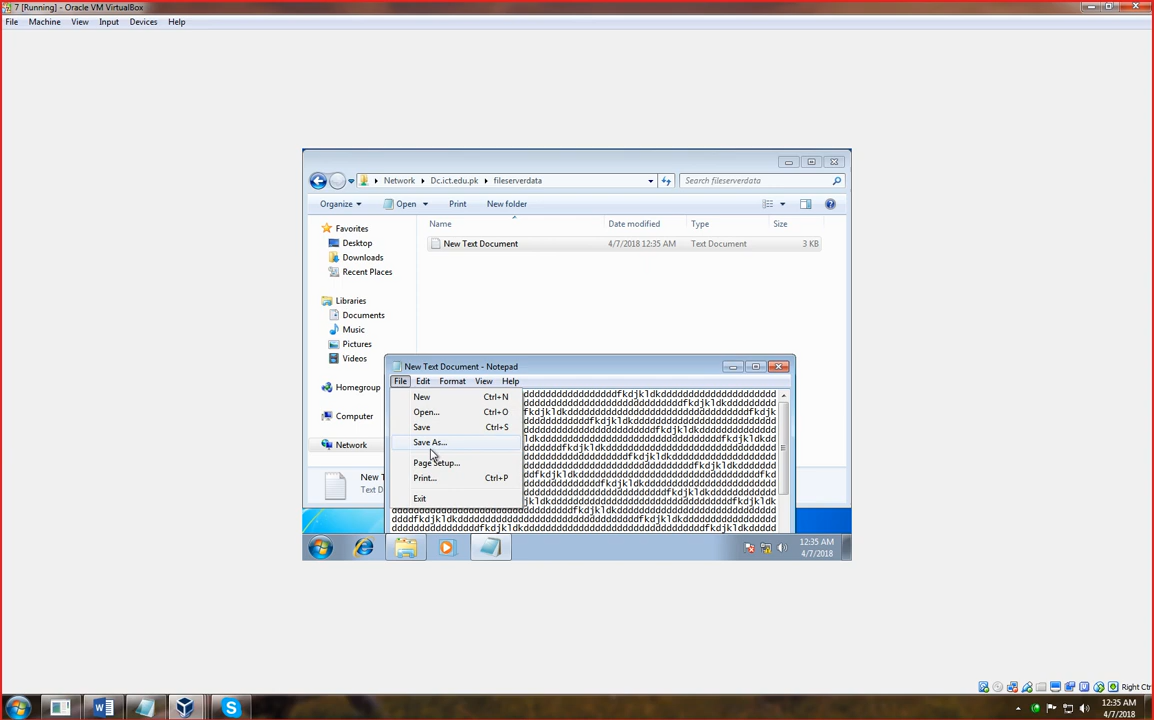 7 [Running] - Oracle VM VirtualBox
File Machine View Input Devices Help
Network Dc.ict.edu.pk fileserverdata
Search fileserverdata
Organize Open Print New folder
Name Date modified Type Size
New Text Document 4/7/2018 12:35 AM Text Document 3 KB
Favorites
Desktop
Downloads
Recent Places
Libraries
Documents
Music
Pictures
Videos
Homegroup
Computer
Network
New T
Text D
New Text Document - Notepad
File Edit Format View Help
New Ctrl+N
Open... Ctrl+O
Save Ctrl+S
Save As...
Page Setup...
Print... Ctrl+P
Exit
12:35 AM
4/7/2018
Right Ctr
12:35 AM
4/7/2018